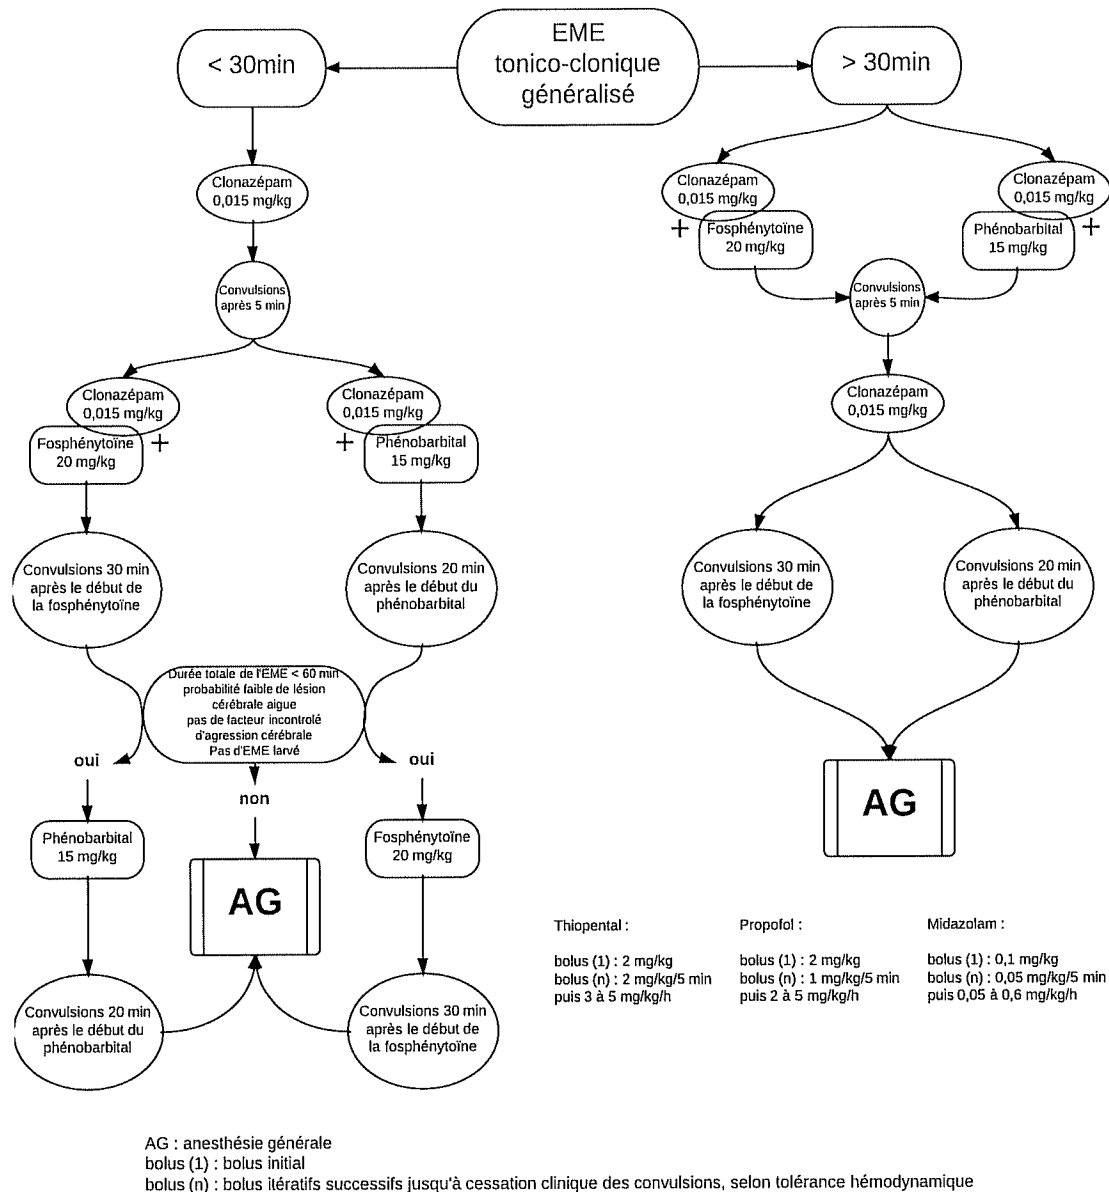 EME
tonico-clonique
généralisé
< 30min
> 30min
Clonazépam
0,015 mg/kg
Convulsions
après 5 min
Clonazépam
0,015 mg/kg
+
Fosphénytoïne
20 mg/kg
Clonazépam
0,015 mg/kg
+
Phénobarbital
15 mg/kg
Convulsions 30 min
après le début de
la fosphénytoïne
Convulsions 20 min
après le début du
phénobarbital
Durée totale de l'EME < 60 min
probabilité faible de lésion
cérébrale aigue
pas de facteur incontrolé
d'agression cérébrale
Pas d'EME larvé
oui
non
oui
Phénobarbital
15 mg/kg
AG
Fosphénytoïne
20 mg/kg
Convulsions 20 min
après le début du
phénobarbital
Convulsions 30 min
après le début de
la fosphénytoïne
Clonazépam
0,015 mg/kg
+
Fosphénytoïne
20 mg/kg
Clonazépam
0,015 mg/kg
+
Phénobarbital
15 mg/kg
Convulsions
après 5 min
Clonazépam
0,015 mg/kg
Convulsions 30 min
après le début de
la fosphénytoïne
Convulsions 20 min
après le début du
phénobarbital
AG
Thiopental :
bolus (1) : 2 mg/kg
bolus (n) : 2 mg/kg/5 min
puis 3 à 5 mg/kg/h
Propofol :
bolus (1) : 2 mg/kg
bolus (n) : 1 mg/kg/5 min
puis 2 à 5 mg/kg/h
Midazolam :
bolus (1) : 0,1 mg/kg
bolus (n) : 0,05 mg/kg/5 min
puis 0,05 à 0,6 mg/kg/h
AG : anesthésie générale
bolus (1) : bolus initial
bolus (n) : bolus itératifs successifs jusqu'à cessation clinique des convulsions, selon tolérance hémodynamique